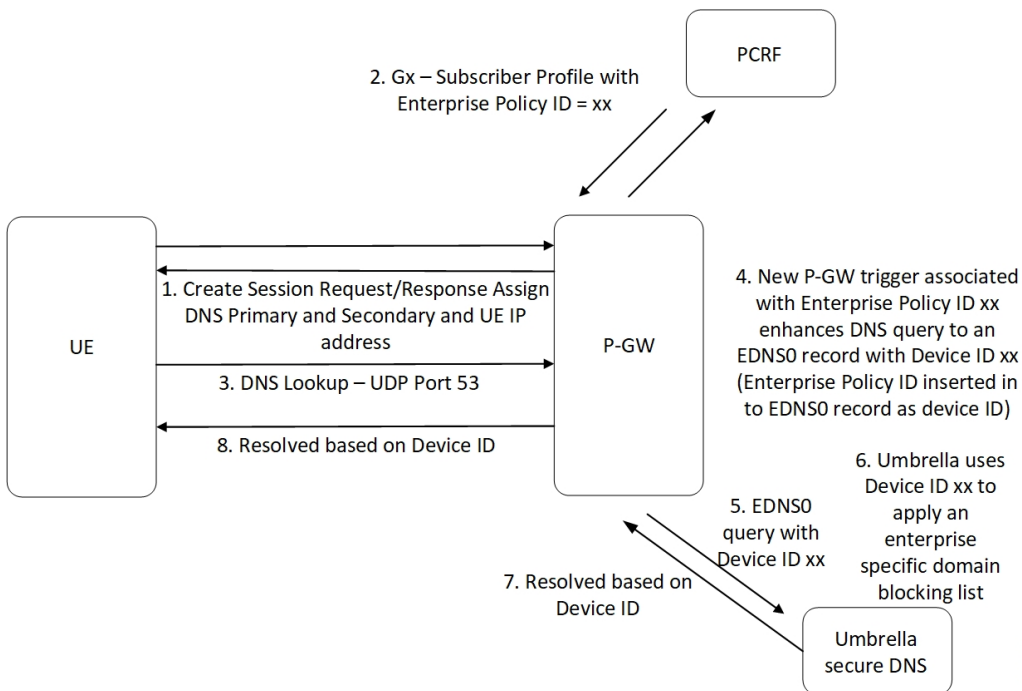 PCRF
2. Gx – Subscriber Profile with
Enterprise Policy ID = xx
UE
1. Create Session Request/Response Assign
DNS Primary and Secondary and UE IP
address
3. DNS Lookup – UDP Port 53
8. Resolved based on Device ID
P-GW
4. New P-GW trigger associated
with Enterprise Policy ID xx
enhances DNS query to an
EDNS0 record with Device ID xx
(Enterprise Policy ID inserted in
to EDNS0 record as device ID)
5. EDNS0
query with
Device ID xx
6. Umbrella uses
Device ID xx to
apply an
enterprise
specific domain
blocking list
7. Resolved based on
Device ID
Umbrella
secure DNS